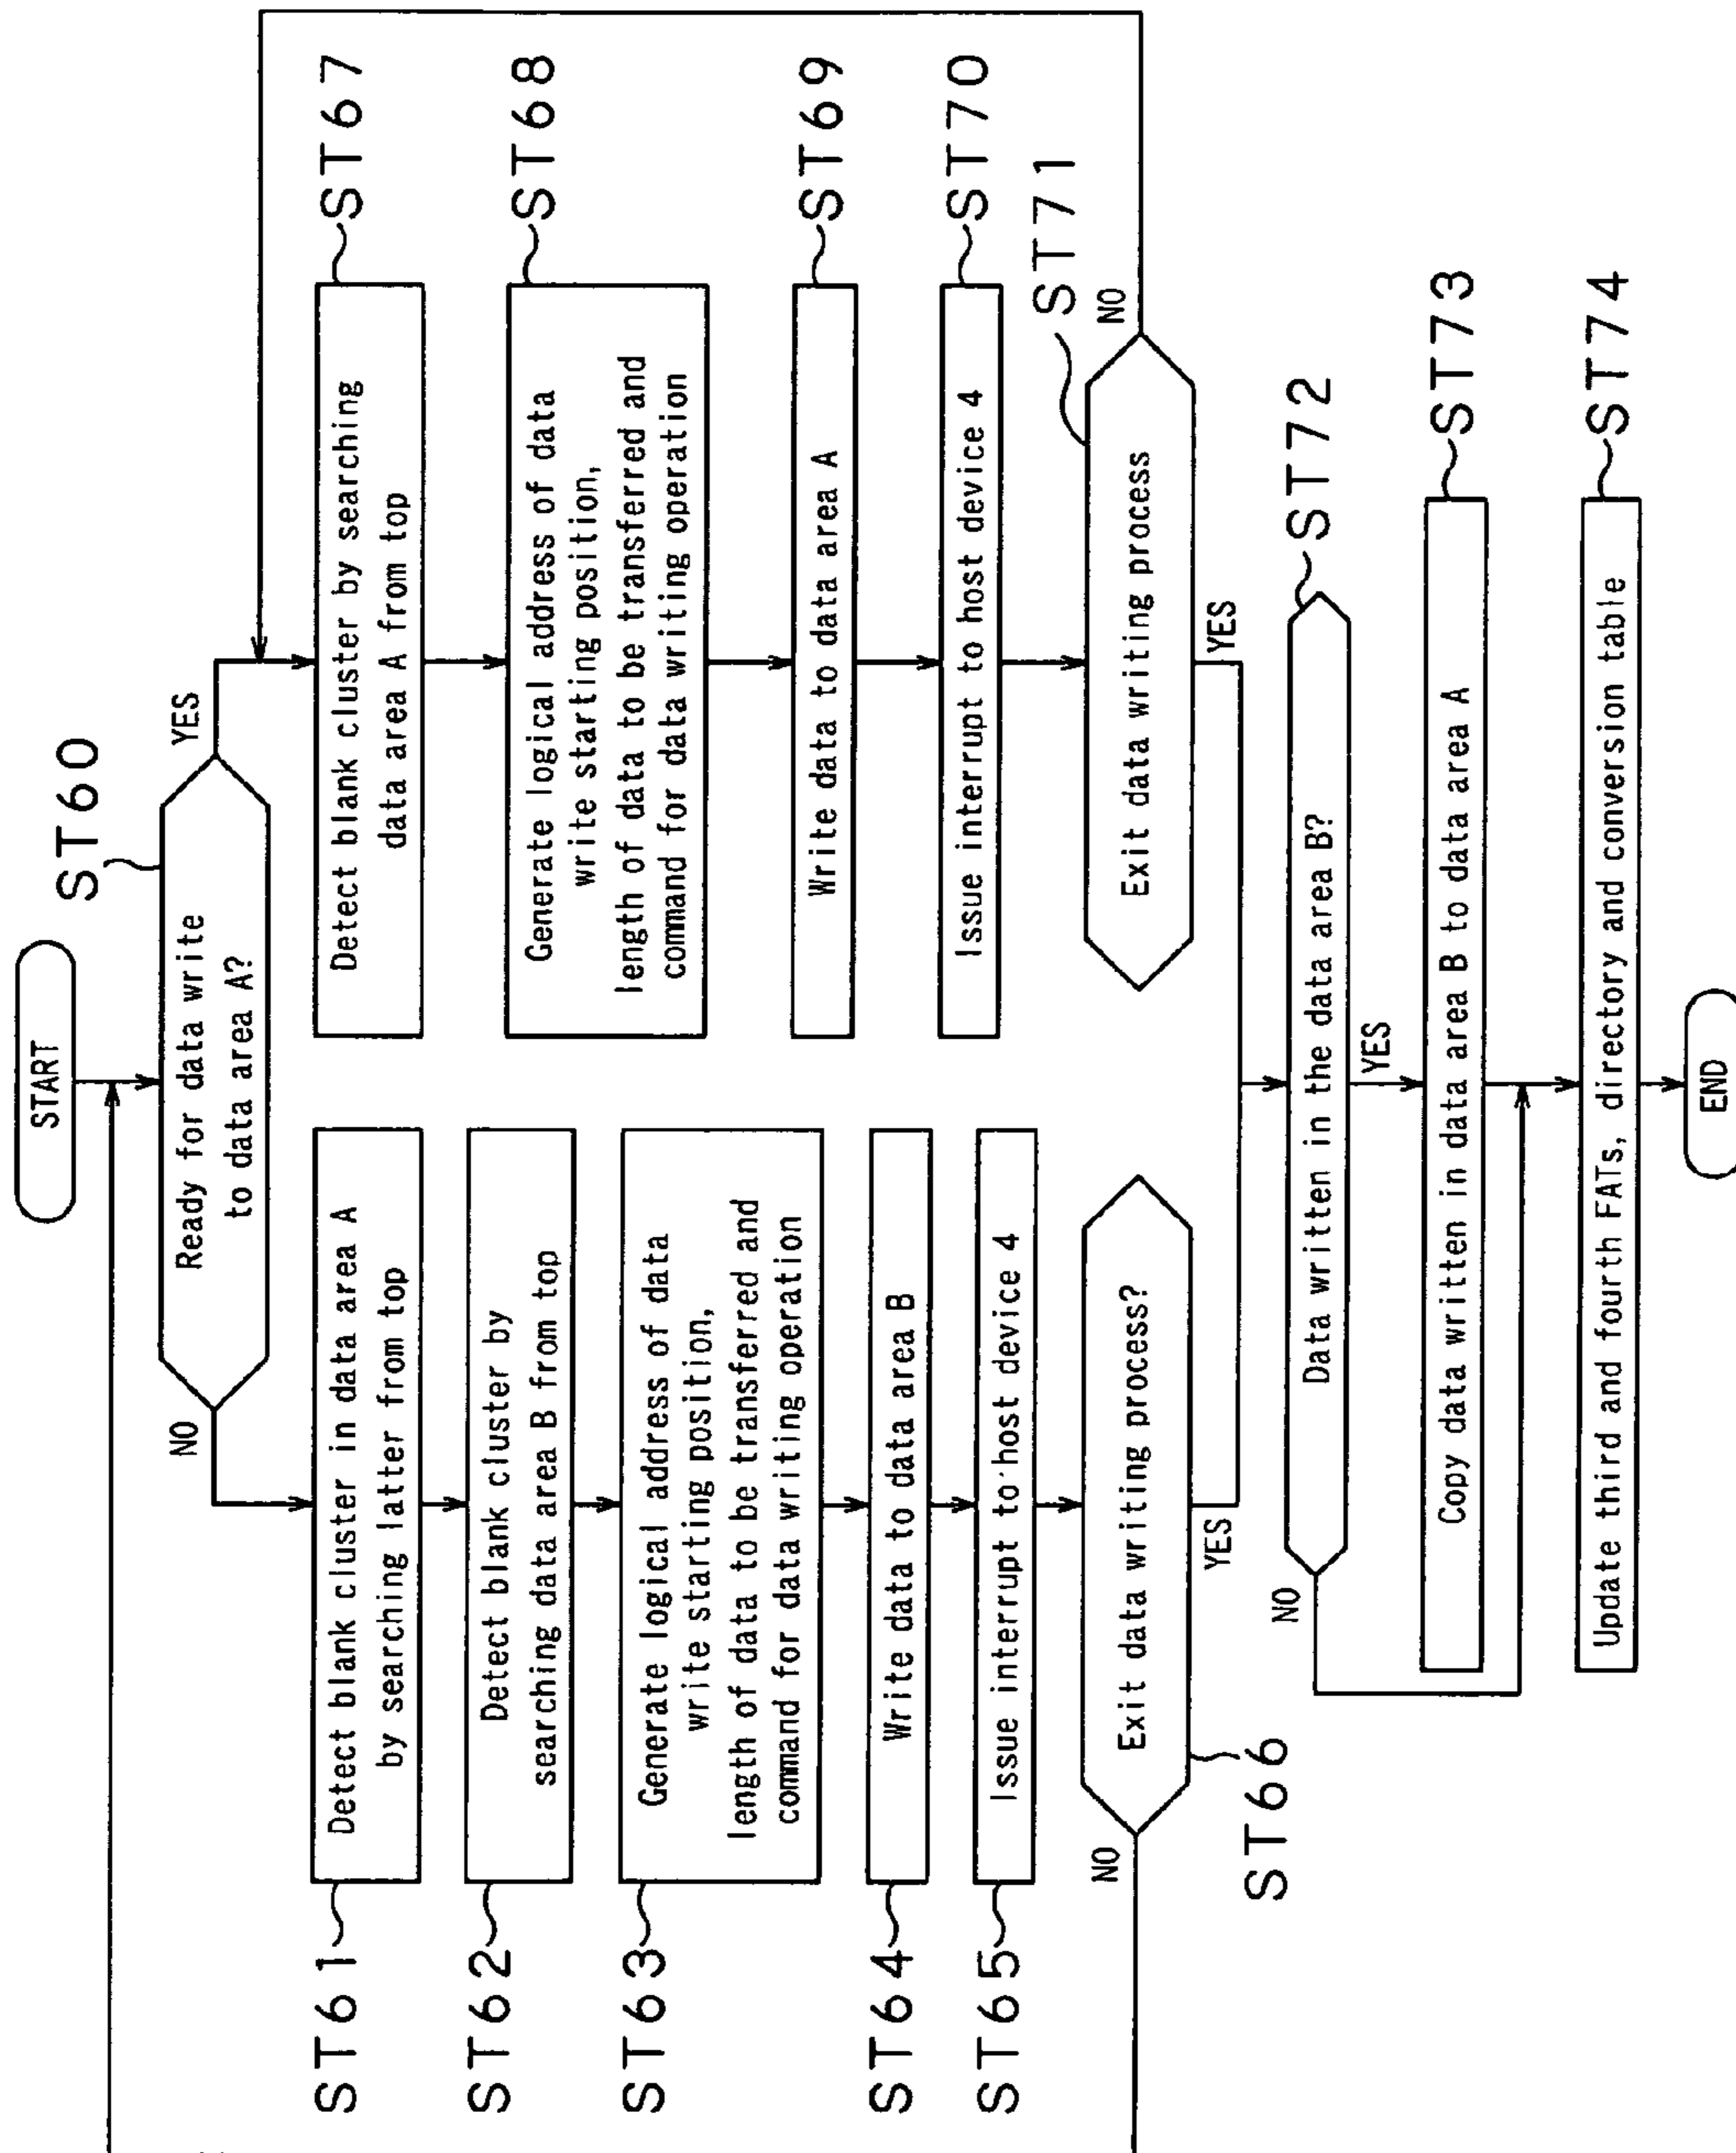 START
ST60
Ready for data write
to data area A?
NO
YES
ST61
Detect blank cluster in data area A
by searching latter from top
ST62
Detect blank cluster by
searching data area B from top
ST63
Generate logical address of data
write starting position,
length of data to be transferred and
command for data writing operation
ST64
Write data to data area B
ST65
Issue interrupt to host device 4
ST66
Exit data writing process?
NO
YES
ST67
Detect blank cluster by searching
data area A from top
ST68
Generate logical address of data
write starting position,
length of data to be transferred and
command for data writing operation
ST69
Write data to data area A
ST70
Issue interrupt to host device 4
ST71
Exit data writing process
NO
YES
ST72
Data written in the data area B?
NO
YES
ST73
Copy data written in data area B to data area A
ST74
Update third and fourth FATs, directory and conversion table
END